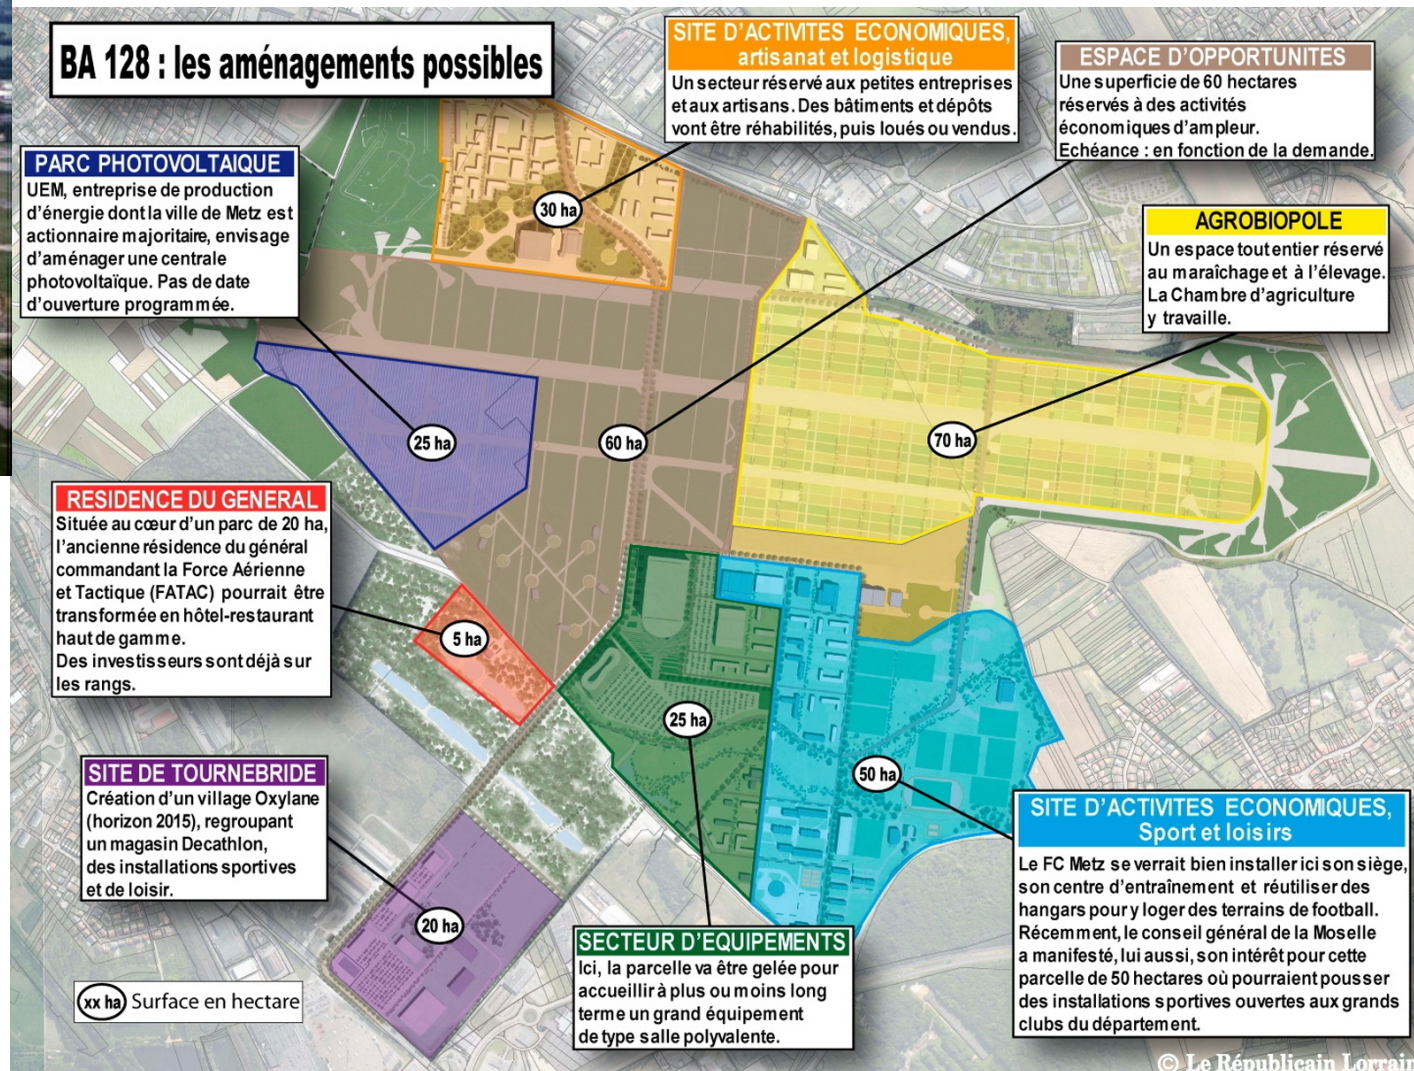 BA 128 : les aménagements possibles
SITE D'ACTIVITES ECONOMIQUES,
artisanat et logistique
Un secteur réservé aux petites entreprises
et aux artisans. Des bâtiments et dépôts
vont être réhabilités, puis loués ou vendus.
ESPACE D'OPPORTUNITES
Une superficie de 60 hectares
réservés à des activités
économiques d'ampleur.
Echéance : en fonction de la demande.
PARC PHOTOVOLTAIQUE
UEM, entreprise de production
d'énergie dont la ville de Metz est
actionnaire majoritaire, envisage
d'aménager une centrale
photovoltaïque. Pas de date
d'ouverture programmée.
30 ha
AGROBIOPOLE
Un espace tout entier réservé
au maraîchage et à l'élevage.
La Chambre d'agriculture
y travaille.
25 ha
60 ha
70 ha
RESIDENCE DU GENERAL
Située au cœur d'un parc de 20 ha,
l'ancienne résidence du général
commandant la Force Aérienne
et Tactique (FATAC) pourrait être
transformée en hôtel-restaurant
haut de gamme.
Des investisseurs sont déjà sur
les rangs.
5 ha
25 ha
50 ha
SITE DE TOURNEBRIDE
Création d'un village Oxylane
(horizon 2015), regroupant
un magasin Decathlon,
des installations sportives
et de loisir.
20 ha
SITE D'ACTIVITES ECONOMIQUES,
Sport et loisirs
Le FC Metz se verrait bien installer ici son siège,
son centre d'entraînement et réutiliser des
hangars pour y loger des terrains de football.
Récemment, le conseil général de la Moselle
a manifesté, lui aussi, son intérêt pour cette
parcelle de 50 hectares où pourraient pousser
des installations sportives ouvertes aux grands
clubs du département.
SECTEUR D'EQUIPEMENTS
Ici, la parcelle va être gelée pour
accueillir à plus ou moins long
terme un grand équipement
de type salle polyvalente.
xx ha Surface en hectare
© Le Républicain Lorrain